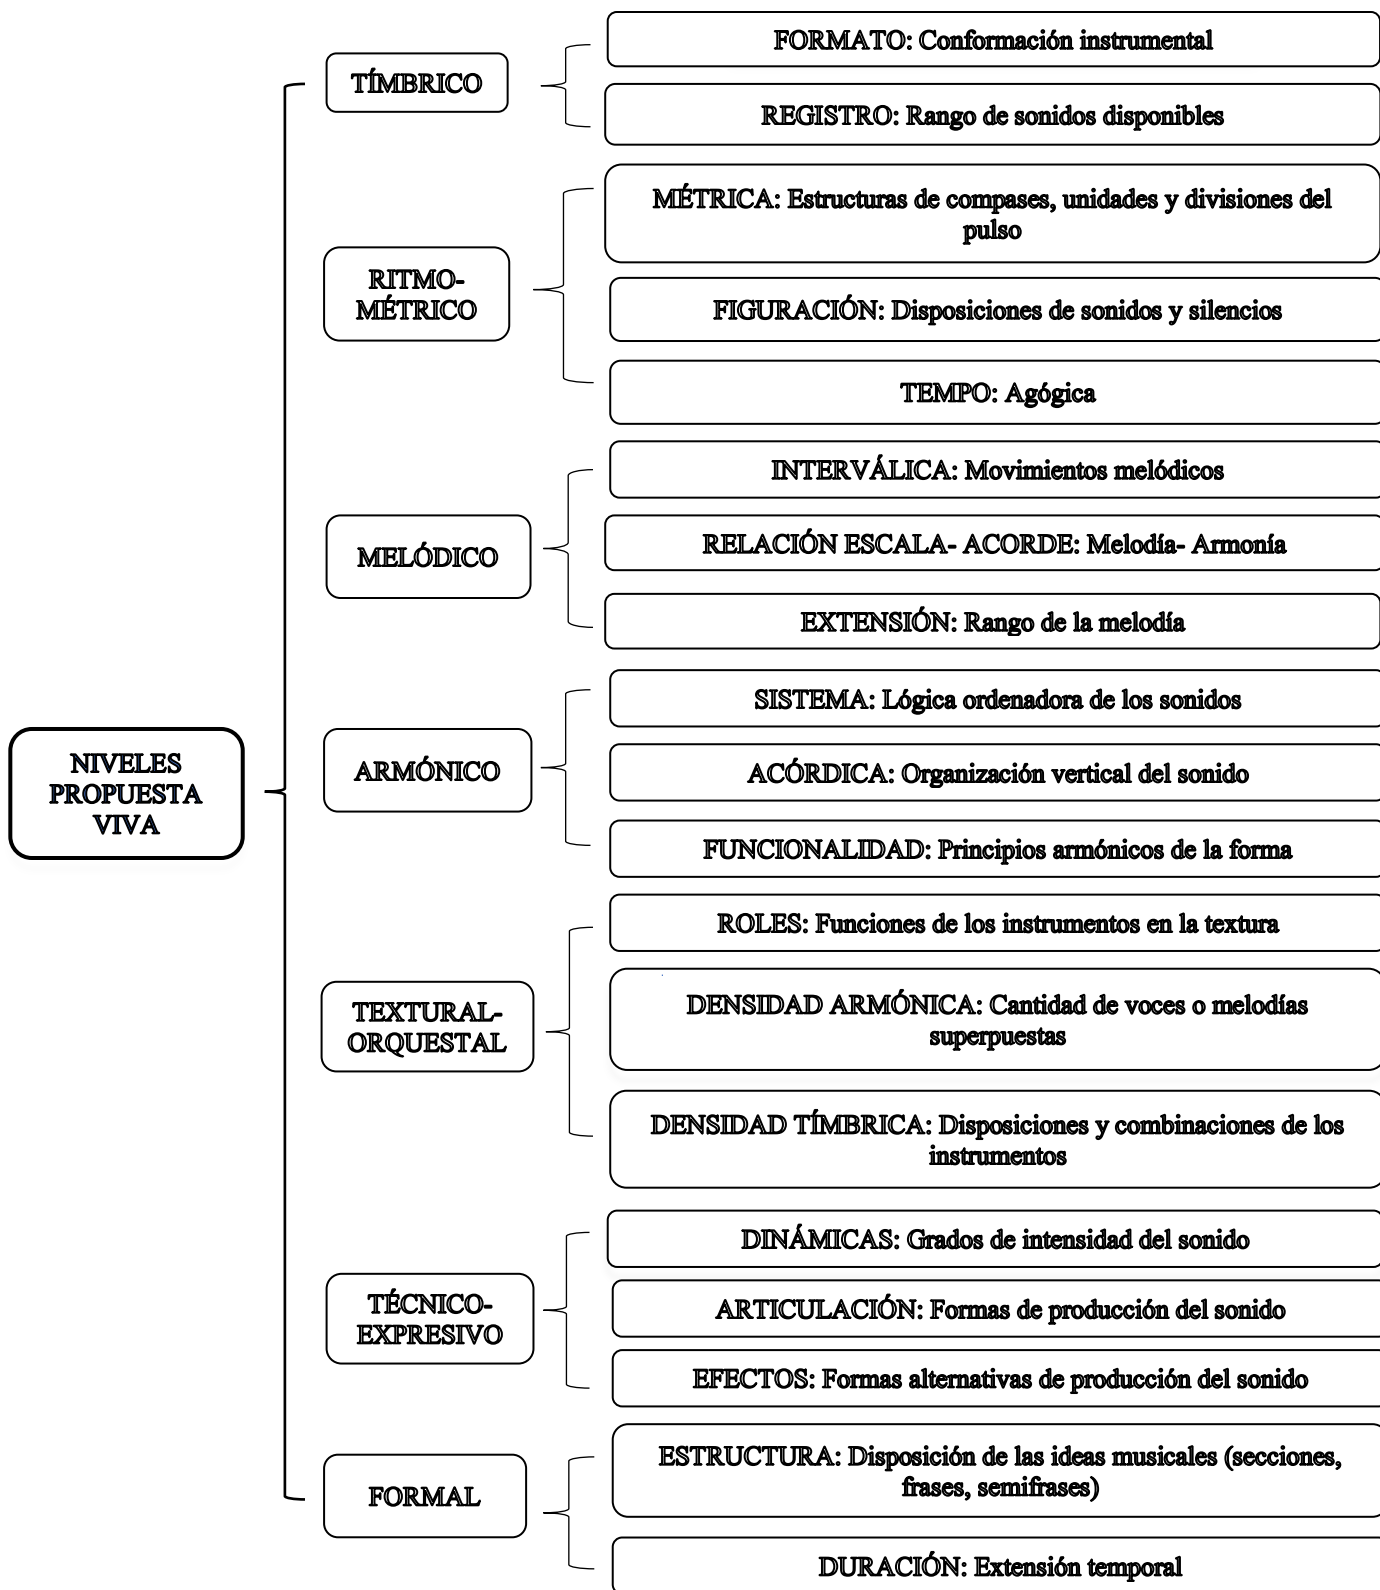 NIVELES
PROPUESTA
VIVA
TÍMBRICO
FORMATO: Conformación instrumental
REGISTRO: Rango de sonidos disponibles
RITMO-
MÉTRICO
MÉTRICA: Estructuras de compases, unidades y divisiones del
pulso
FIGURACIÓN: Disposiciones de sonidos y silencios
TEMPO: Agógica
MELÓDICO
INTERVÁLICA: Movimientos melódicos
RELACIÓN ESCALA- ACORDE: Melodía- Armonía
EXTENSIÓN: Rango de la melodía
ARMÓNICO
SISTEMA: Lógica ordenadora de los sonidos
ACÓRDICA: Organización vertical del sonido
FUNCIONALIDAD: Principios armónicos de la forma
TEXTURAL-
ORQUESTAL
ROLES: Funciones de los instrumentos en la textura
DENSIDAD ARMÓNICA: Cantidad de voces o melodías
superpuestas
DENSIDAD TÍMBRICA: Disposiciones y combinaciones de los
instrumentos
TÉCNICO-
EXPRESIVO
DINÁMICAS: Grados de intensidad del sonido
ARTICULACIÓN: Formas de producción del sonido
EFECTOS: Formas alternativas de producción del sonido
FORMAL
ESTRUCTURA: Disposición de las ideas musicales (secciones,
frases, semifrases)
DURACIÓN: Extensión temporal